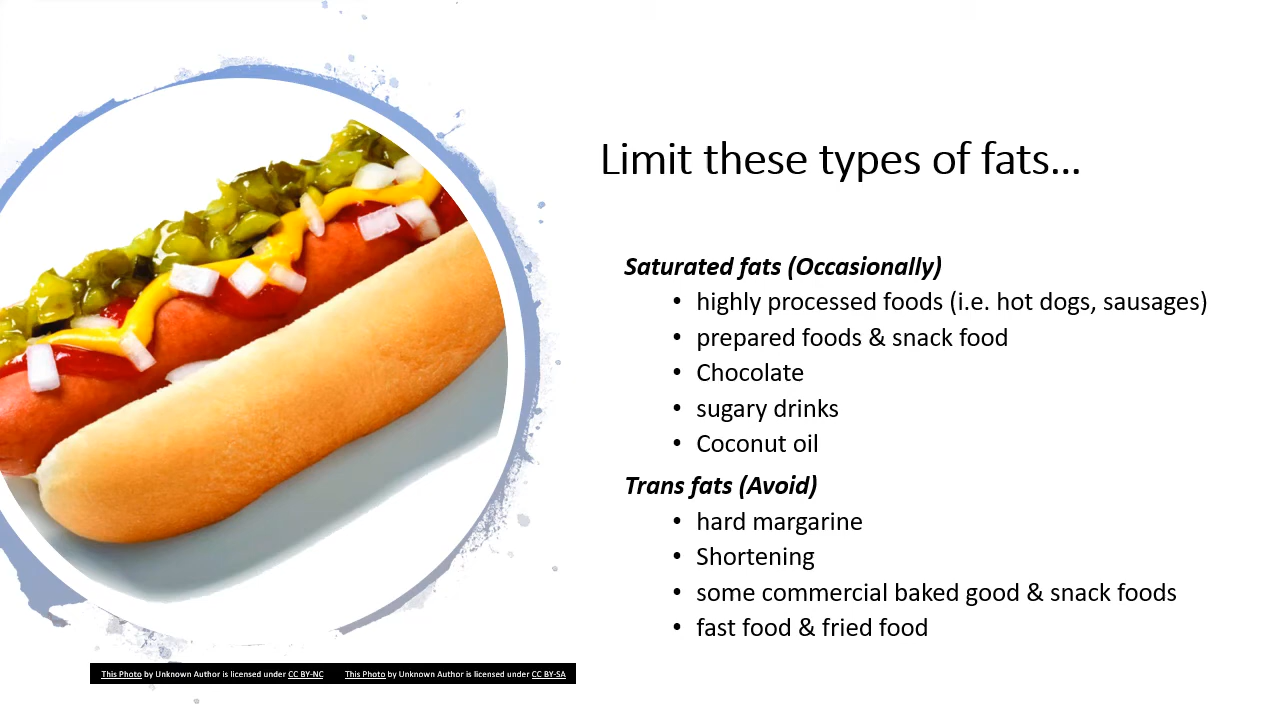 Limit these types of fats…
Saturated fats (Occasionally)
• highly processed foods (i.e. hot dogs, sausages)
• prepared foods & snack food
• Chocolate
• sugary drinks
• Coconut oil
Trans fats (Avoid)
• hard margarine
• Shortening
• some commercial baked good & snack foods
• fast food & fried food
This Photo by Unknown Author is licensed under CC BY-NC
This Photo by Unknown Author is licensed under CC BY-SA